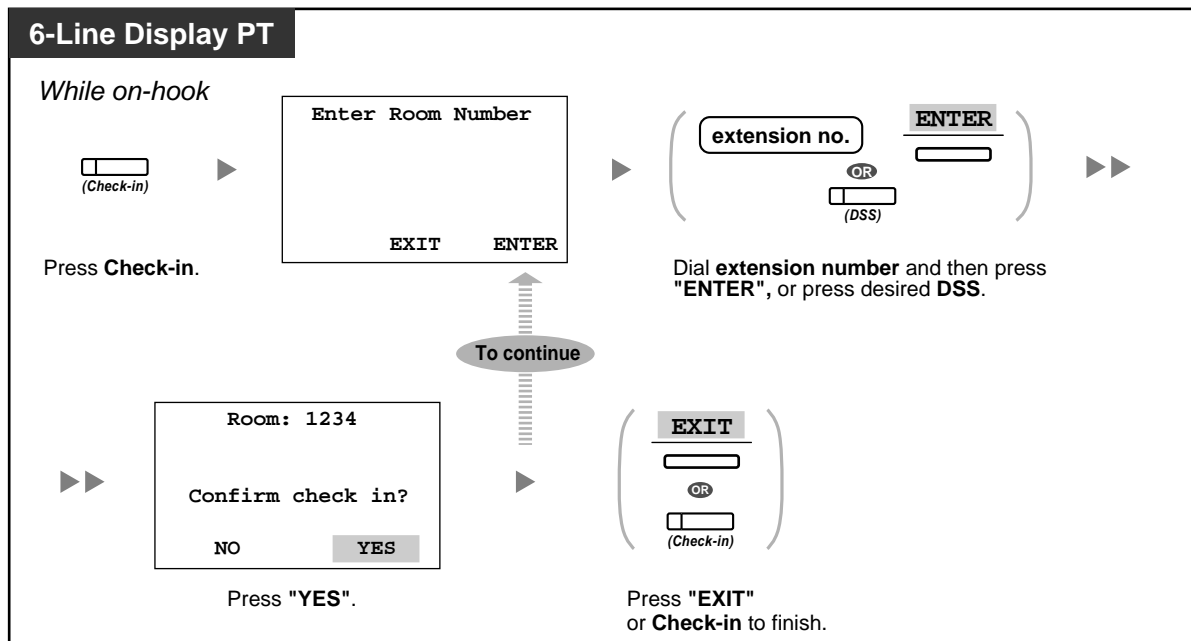 6-Line Display PT
While on-hook
(Check-in)
Press Check-in.
Enter Room Number
EXIT ENTER
extension no.
OR
(DSS)
ENTER
Dial extension number and then press
"ENTER", or press desired DSS.
To continue
Room: 1234
Confirm check in?
NO YES
Press "YES".
EXIT
OR
(Check-in)
Press "EXIT"
or Check-in to finish.